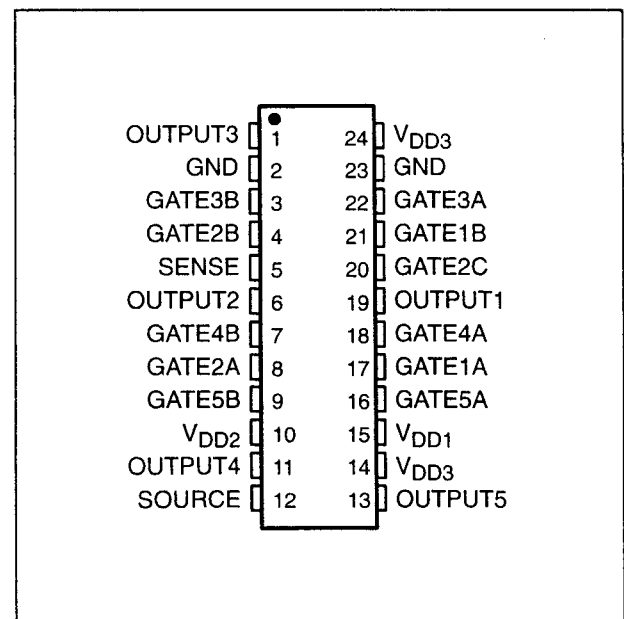 OUTPUT3 1 24 VDD3
GND 2 23 GND
GATE3B 3 22 GATE3A
GATE2B 4 21 GATE1B
SENSE 5 20 GATE2C
OUTPUT2 6 19 OUTPUT1
GATE4B 7 18 GATE4A
GATE2A 8 17 GATE1A
GATE5B 9 16 GATE5A
VDD2 10 15 VDD1
OUTPUT4 11 14 VDD3
SOURCE 12 13 OUTPUT5